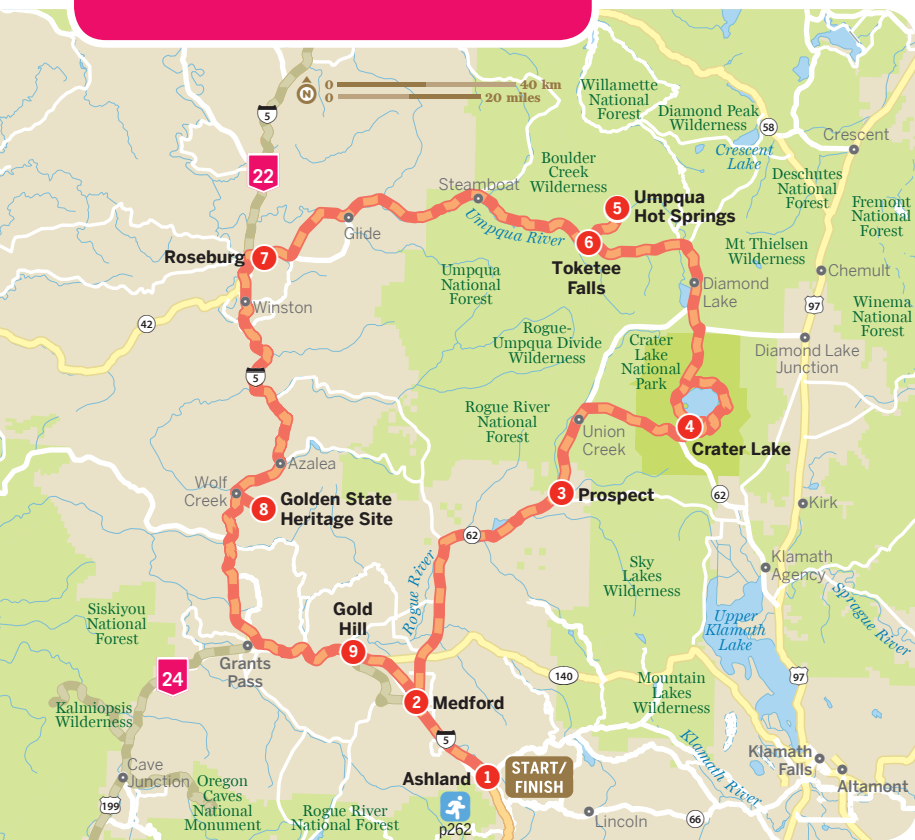 0 40 km
N
0 20 miles
5
22
Willamette
National
Forest
Diamond Peak
Wilderness
58
Crescent
Crescent
Lake
Boulder
Creek
Wilderness
Deschutes
National
Forest
Fremont
National
Forest
Steamboat
5 Umpqua
Hot Springs
Umpqua River
Glide
6
Toketee
Falls
Mt Thielsen
Wilderness
Roseburg 7
Umpqua
National
Forest
Chemult
Diamond
Lake
97
Winema
National
Forest
Winston
42
Rogue-
Umpqua Divide
Wilderness
Crater
Lake
National
Park
Diamond Lake
Junction
5
Rogue River
National
Forest
Union
Creek
4
Crater Lake
Azalea
Wolf
Creek
8 Golden State
Heritage Site
3 Prospect
62
Kirk
62
Rogue River
Sky
Lakes
Wilderness
Klamath
Agency
Sprague River
Siskiyou
National
Forest
Gold
Hill
9
Upper
Klamath
Lake
Grants
Pass
24
140
Mountain
Lakes
Wilderness
97
2 Medford
Kalmiopsis
Wilderness
5
Klamath River
Klamath
Falls
Altamont
Cave
Junction
Ashland 1
START/
FINISH
199
Oregon
Caves
National
Monument
Rogue River
National Forest
p262
Lincoln
66